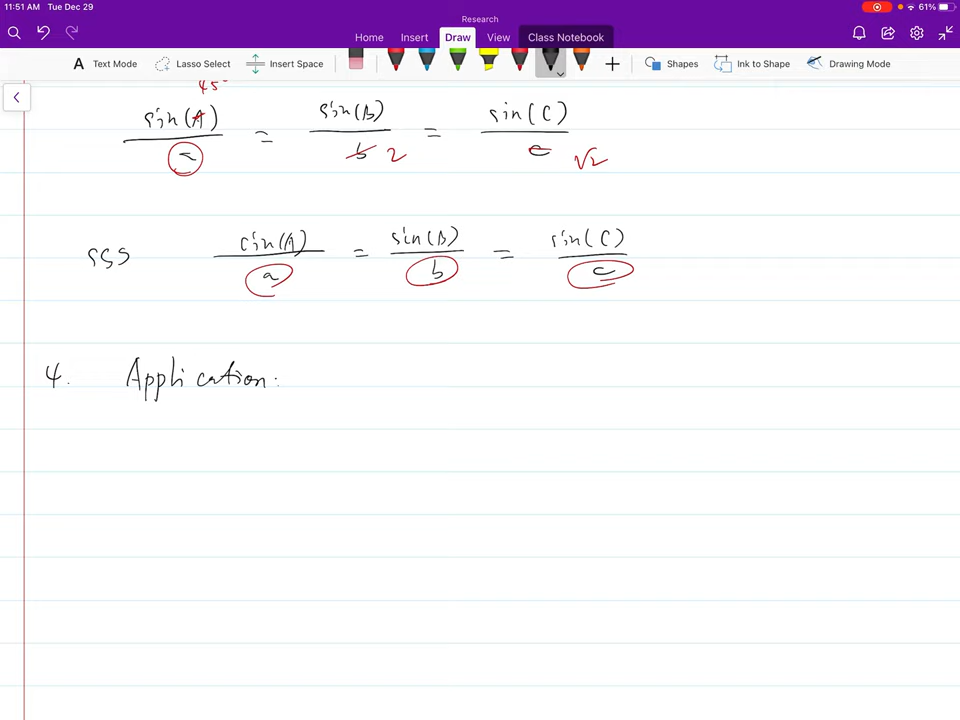 11:51 AM Tue Dec 29
61%
Research
Home Insert Draw View Class Notebook
Text Mode Lasso Select Insert Space Shapes Ink to Shape Drawing Mode
45°
sin(A) / a = sin(B) / b 2 = sin(C) / c √2
SSS sin(A) / a = sin(B) / b = sin(C) / c
4. Application: